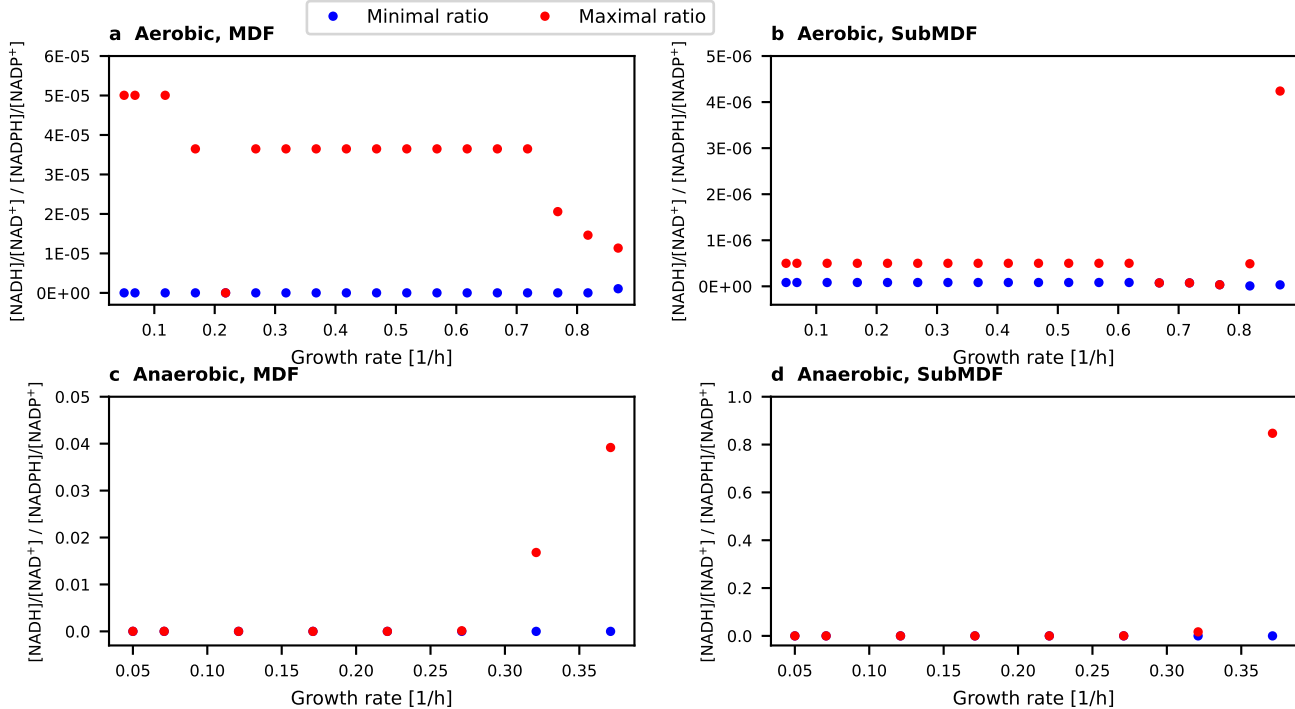 Minimal ratio Maximal ratio
a Aerobic, MDF
[NADH]/[NAD⁺] / [NADPH]/[NADP⁺]
6E-05
5E-05
4E-05
3E-05
2E-05
1E-05
0E+00
0.1 0.2 0.3 0.4 0.5 0.6 0.7 0.8
Growth rate [1/h]
b Aerobic, SubMDF
[NADH]/[NAD⁺] / [NADPH]/[NADP⁺]
5E-06
4E-06
3E-06
2E-06
1E-06
0E+00
0.1 0.2 0.3 0.4 0.5 0.6 0.7 0.8
Growth rate [1/h]
c Anaerobic, MDF
[NADH]/[NAD⁺] / [NADPH]/[NADP⁺]
0.05
0.04
0.03
0.02
0.01
0.0
0.05 0.10 0.15 0.20 0.25 0.30 0.35
Growth rate [1/h]
d Anaerobic, SubMDF
[NADH]/[NAD⁺] / [NADPH]/[NADP⁺]
1.0
0.8
0.6
0.4
0.2
0.0
0.05 0.10 0.15 0.20 0.25 0.30 0.35
Growth rate [1/h]